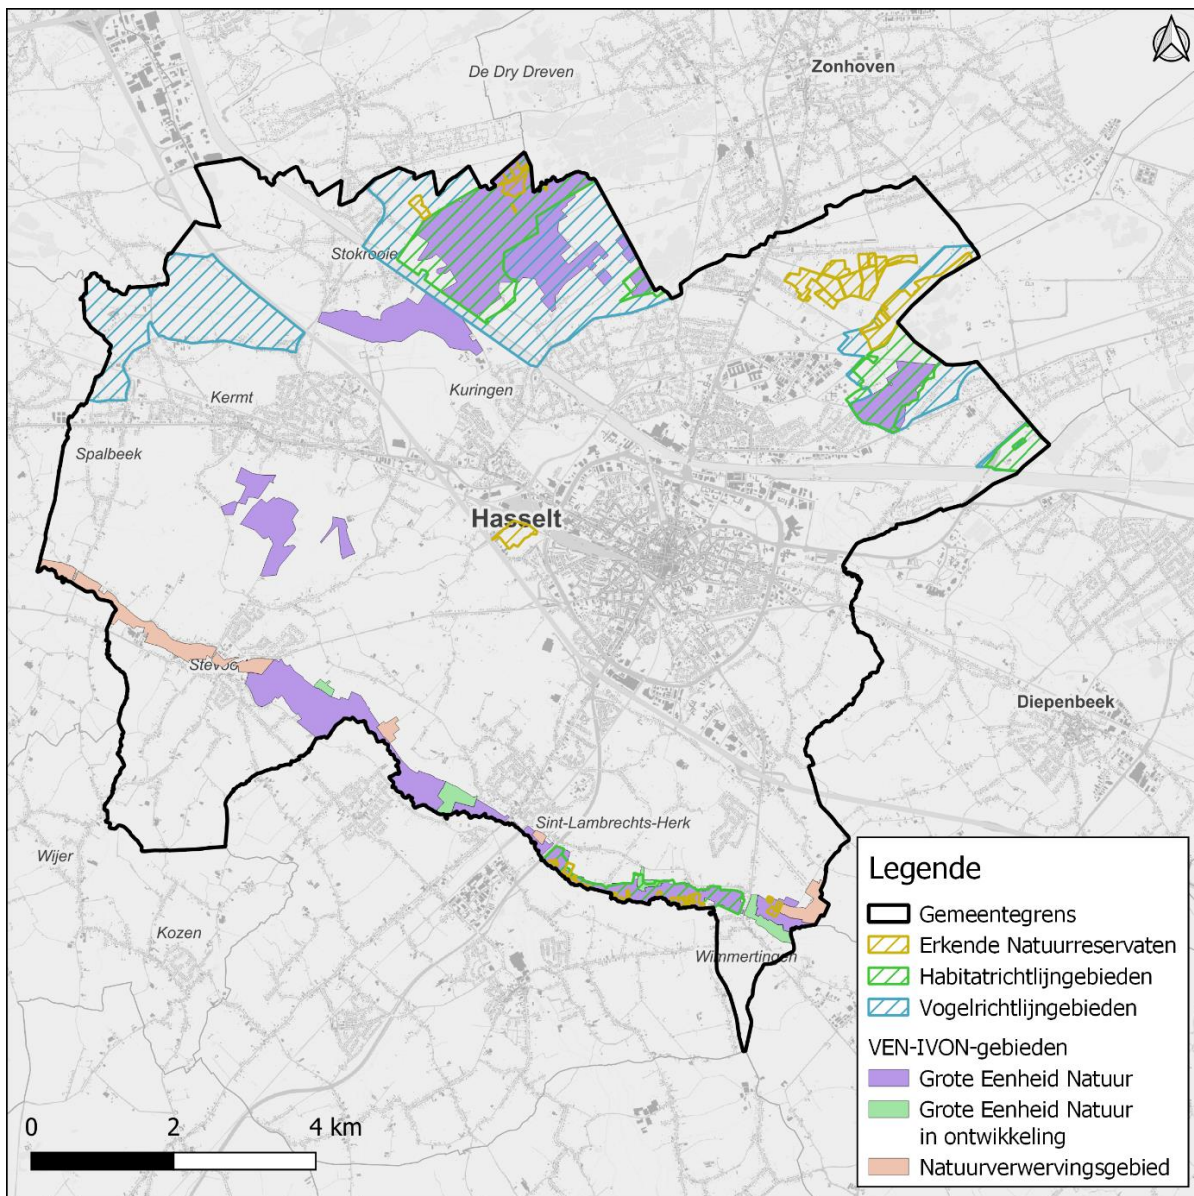 De Dry Dreven
Zonhoven
Stokrooie
Kuringen
Kermt
Spalbeek
Hasselt
Stevoo
Diepenbeek
Sint-Lambrechts-Herk
Wijer
Kozen
Wimmertingen
0 2 4 km
Legende
Gemeentegrens
Erkende Natuurreservaten
Habitatrichtlijngebieden
Vogelrichtlijngebieden
VEN-IVON-gebieden
Grote Eenheid Natuur
Grote Eenheid Natuur
in ontwikkeling
Natuurverwervingsgebied